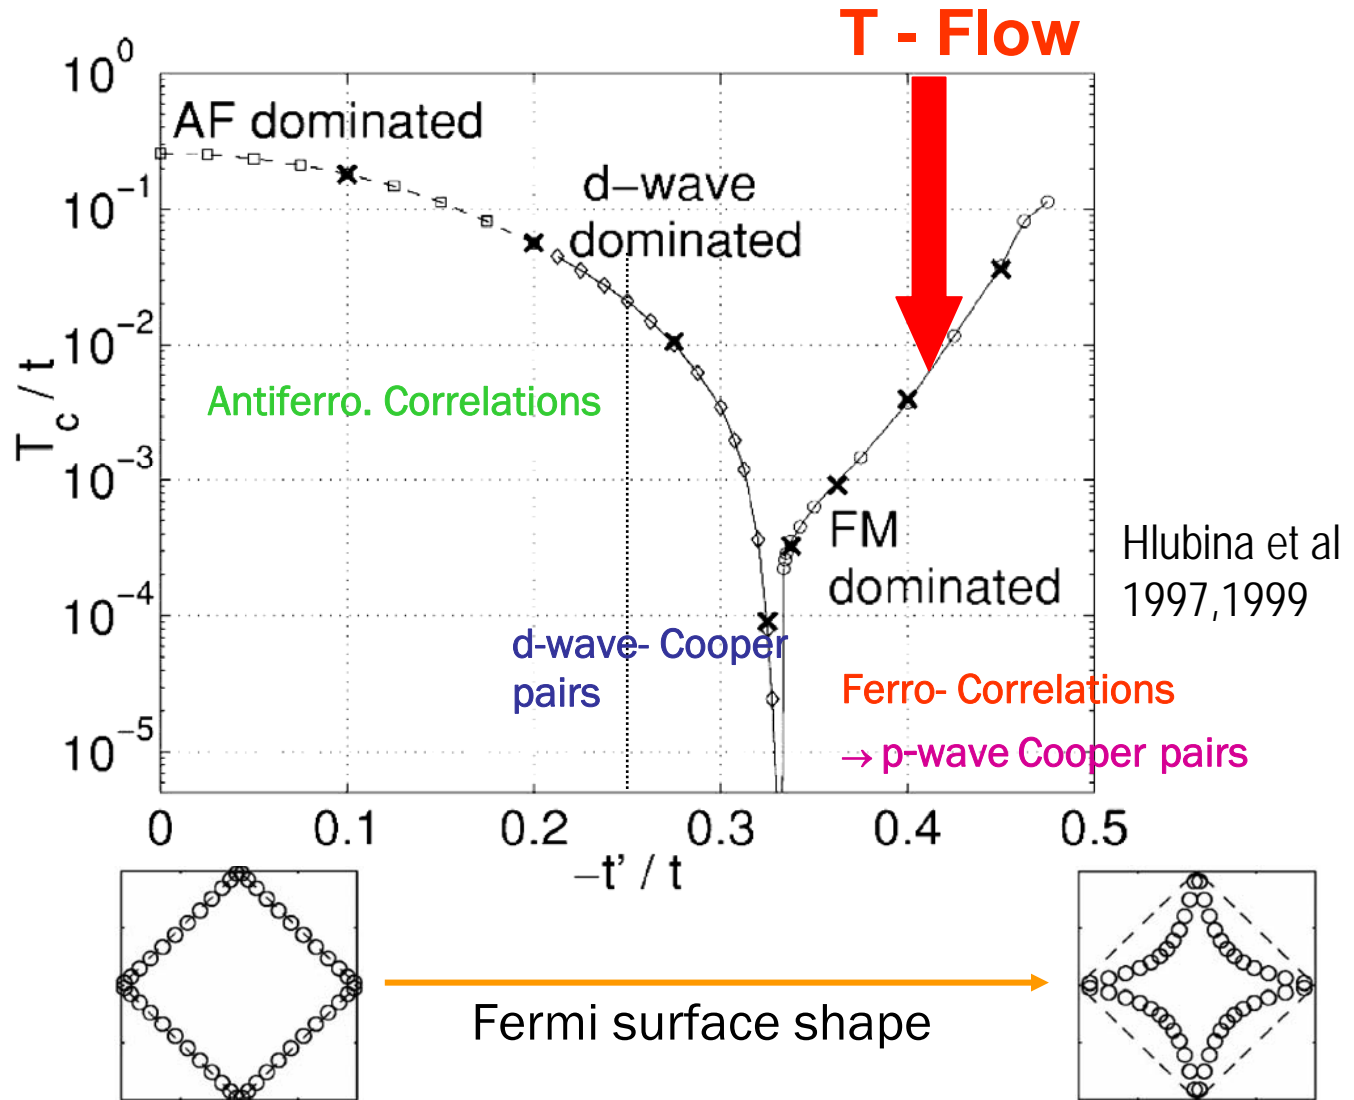 T - Flow
10^0
AF dominated
10^-1
d-wave
dominated
10^-2
Antiferro. Correlations
T_c / t
10^-3
FM
dominated
Hlubina et al
1997,1999
10^-4
d-wave- Cooper
pairs
Ferro- Correlations
10^-5
→ p-wave Cooper pairs
0 0.1 0.2 0.3 0.4 0.5
−t' / t
Fermi surface shape